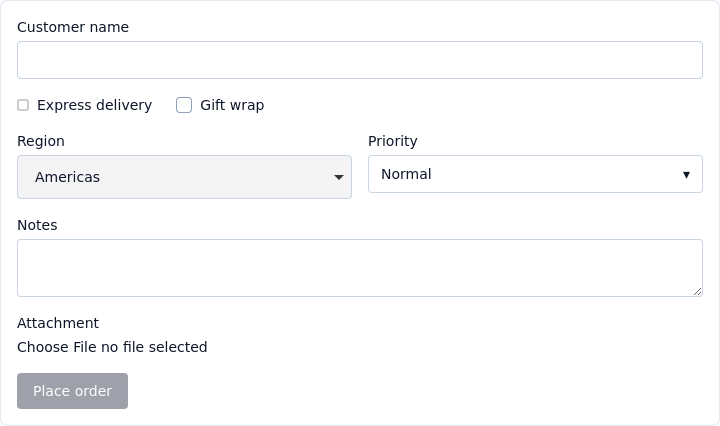 Customer name
Express delivery Gift wrap
Region Priority
Americas Normal
Notes
Attachment
Choose File no file selected
Place order